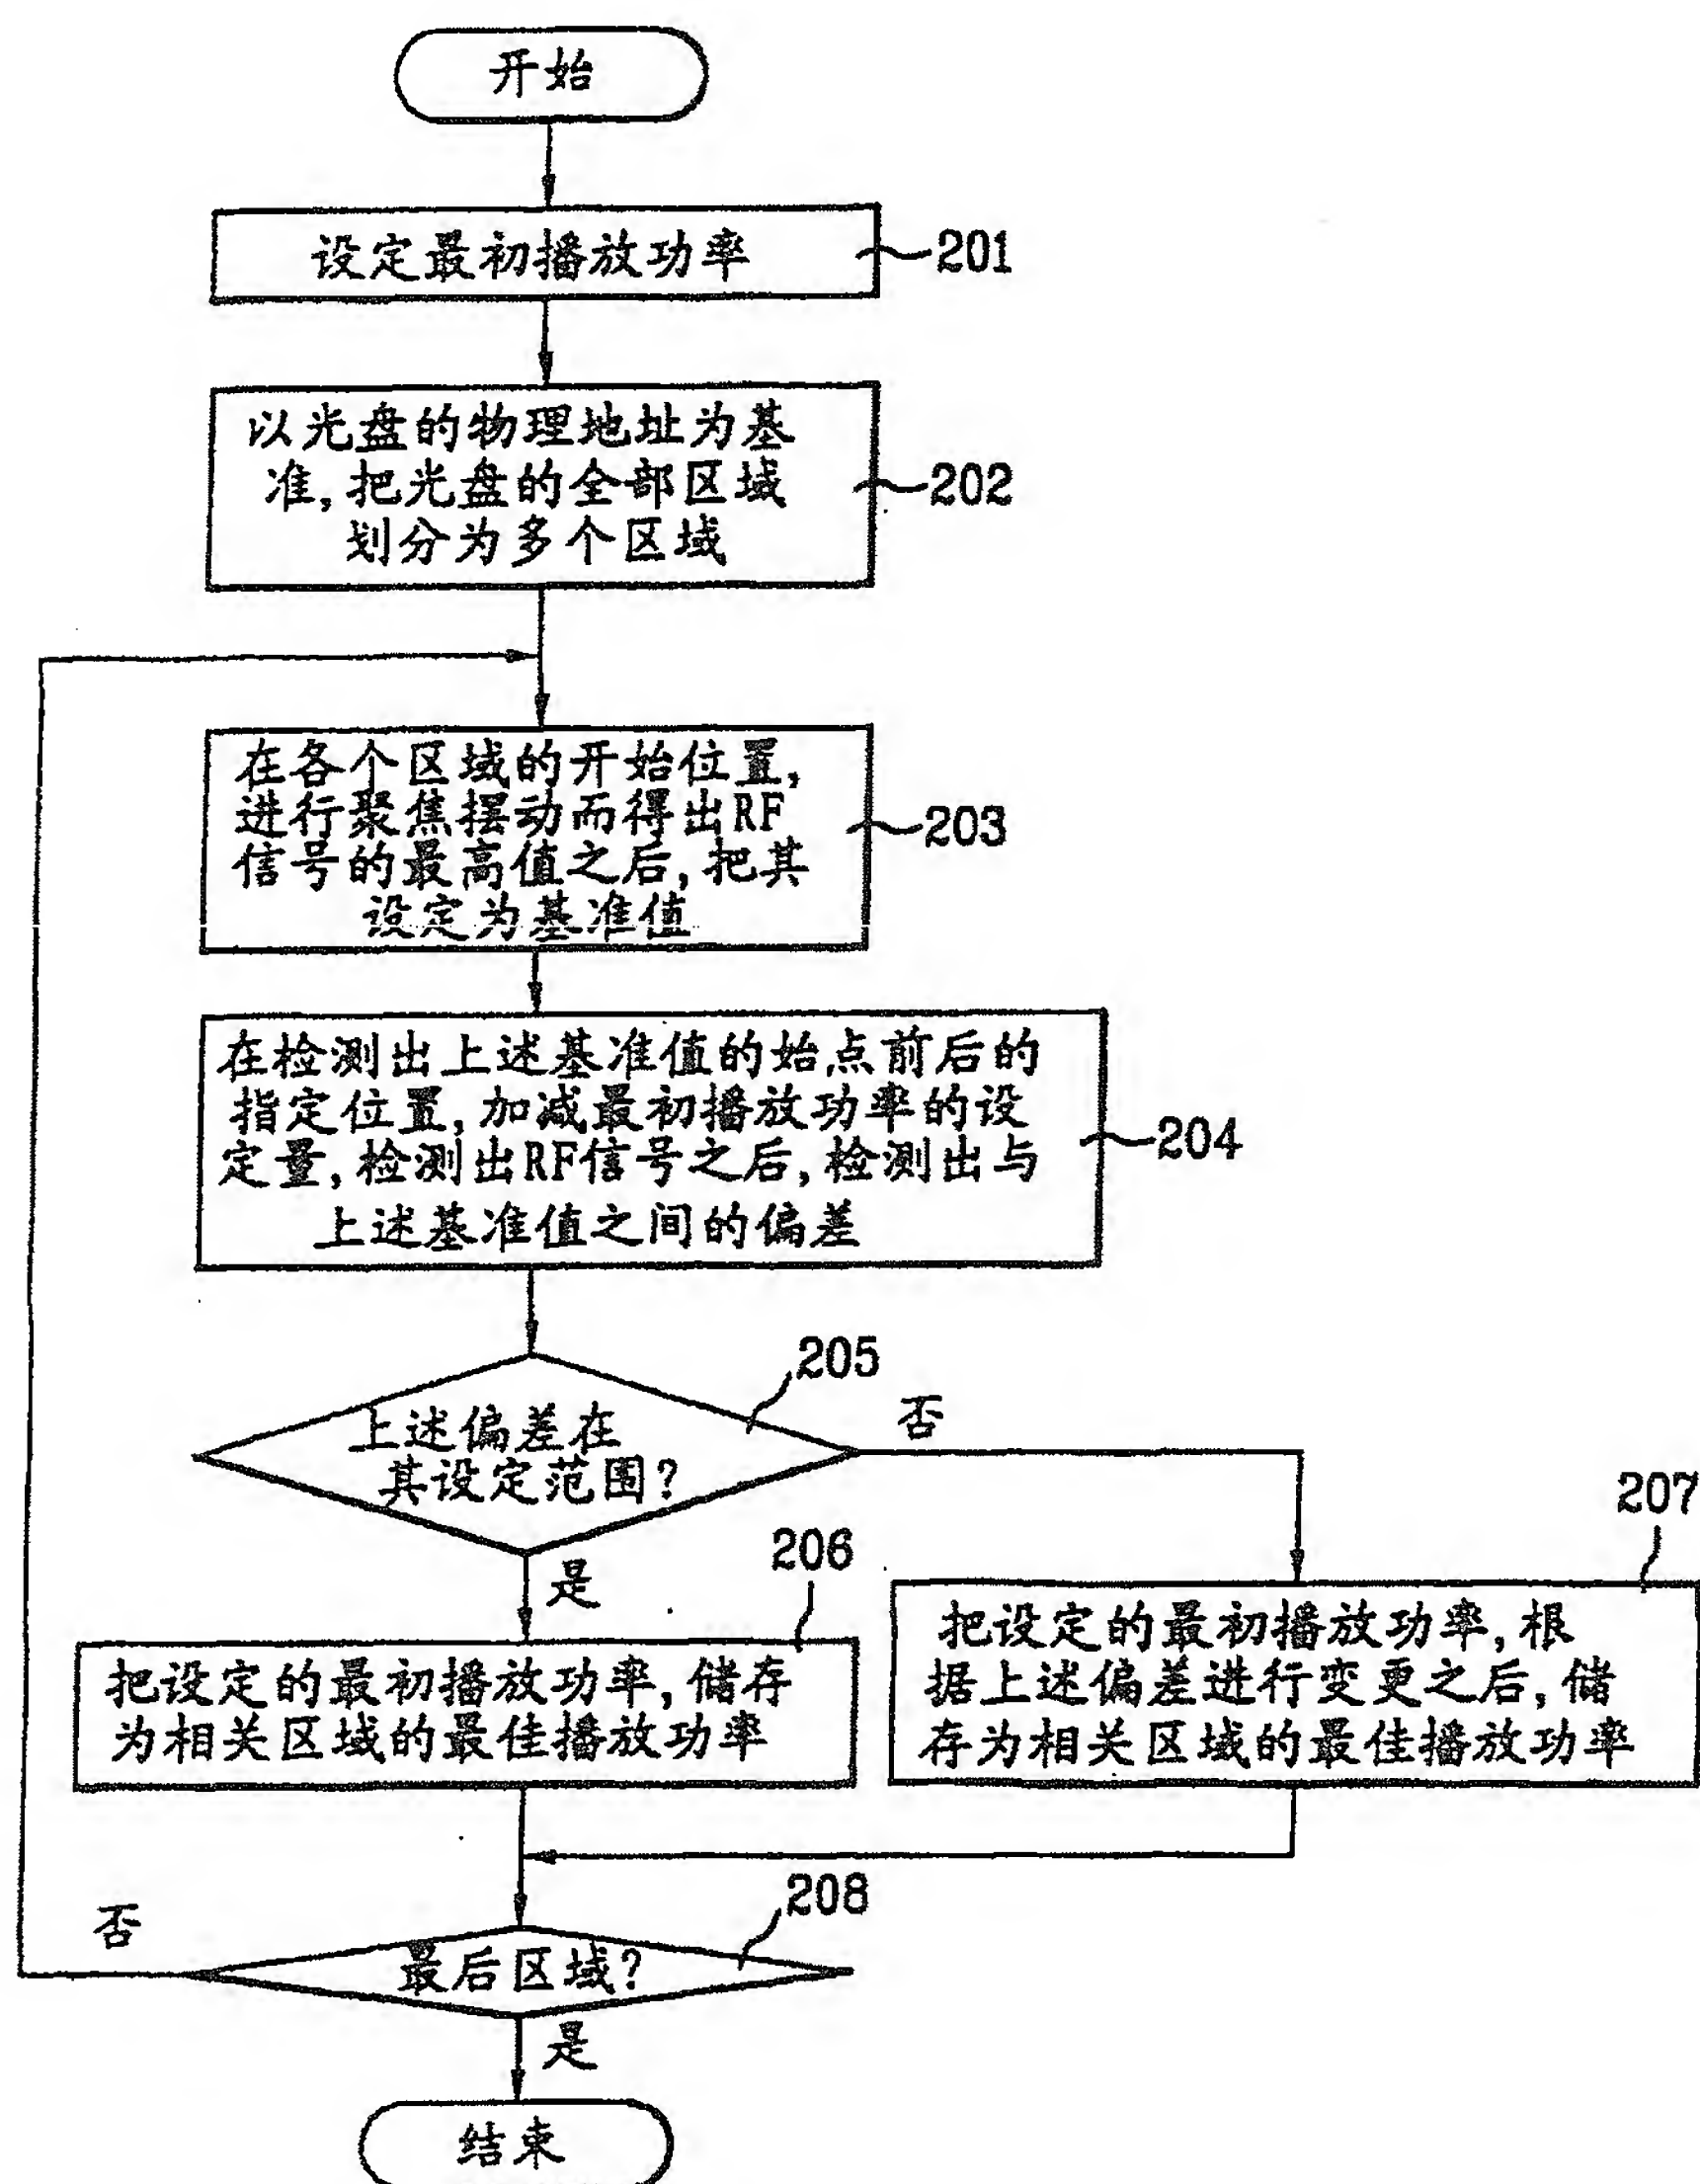 开始
设定最初播放功率
201
以光盘的物理地址为基
准,把光盘的全部区域
划分为多个区域
202
在各个区域的开始位置,
进行聚焦摆动而得出RF
信号的最高值之后,把其
设定为基准值
203
在检测出上述基准值的始点前后的
指定位置,加减最初播放功率的设
定量,检测出RF信号之后,检测出与
上述基准值之间的偏差
204
上述偏差在
其设定范围?
205
否
是
206
把设定的最初播放功率,储存
为相关区域的最佳播放功率
207
把设定的最初播放功率,根
据上述偏差进行变更之后,储
存为相关区域的最佳播放功率
208
最后区域?
否
是
结束